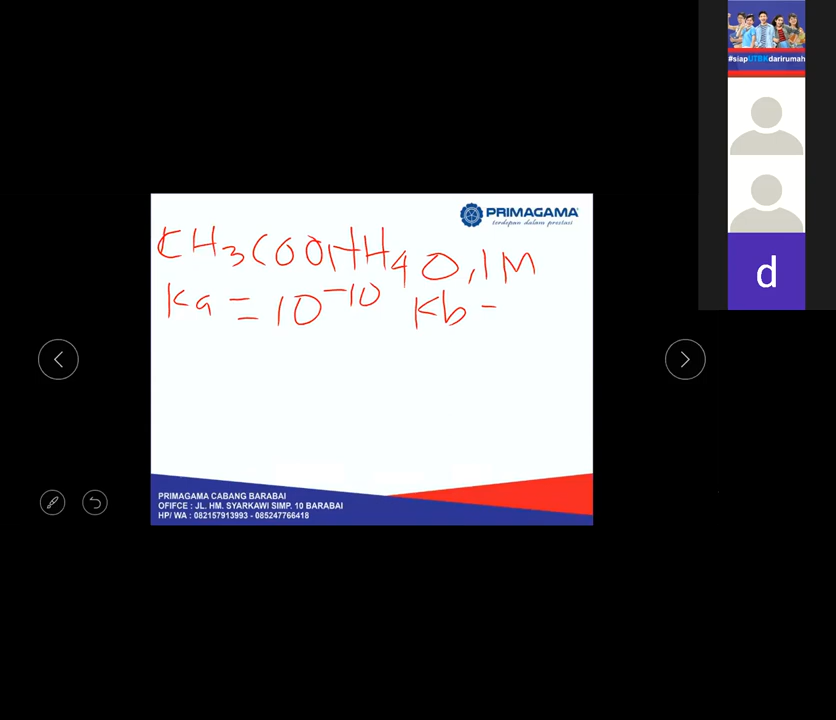 #siapUTBKdarirumah
PRIMAGAMA
terdepan dalam prestasi
CH3COONH4 0,1M
Ka = 10^-10 Kb -
d
PRIMAGAMA CABANG BARABAI
OFIFCE : JL. HM. SYARKAWI SIMP. 10 BARABAI
HP/ WA : 082157913993 - 085247766418